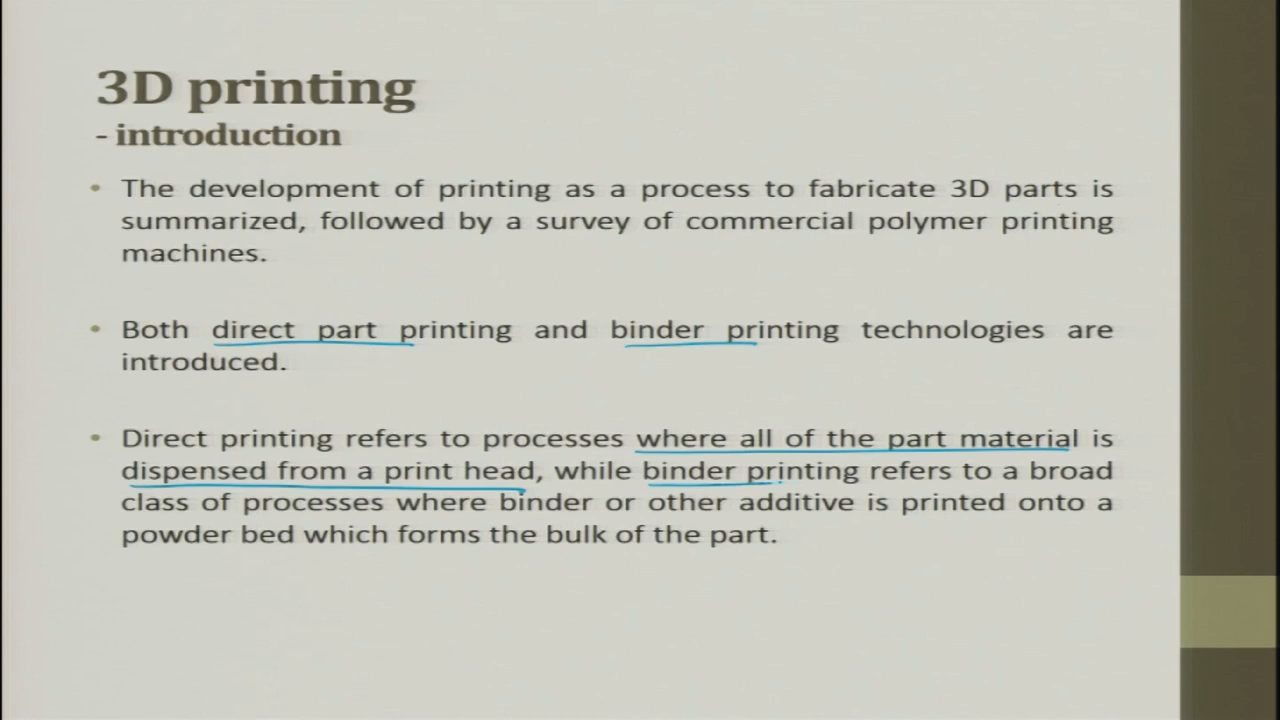 3D printing
- introduction
• The development of printing as a process to fabricate 3D parts is
summarized, followed by a survey of commercial polymer printing
machines.
• Both direct part printing and binder printing technologies are
introduced.
• Direct printing refers to processes where all of the part material is
dispensed from a print head, while binder printing refers to a broad
class of processes where binder or other additive is printed onto a
powder bed which forms the bulk of the part.